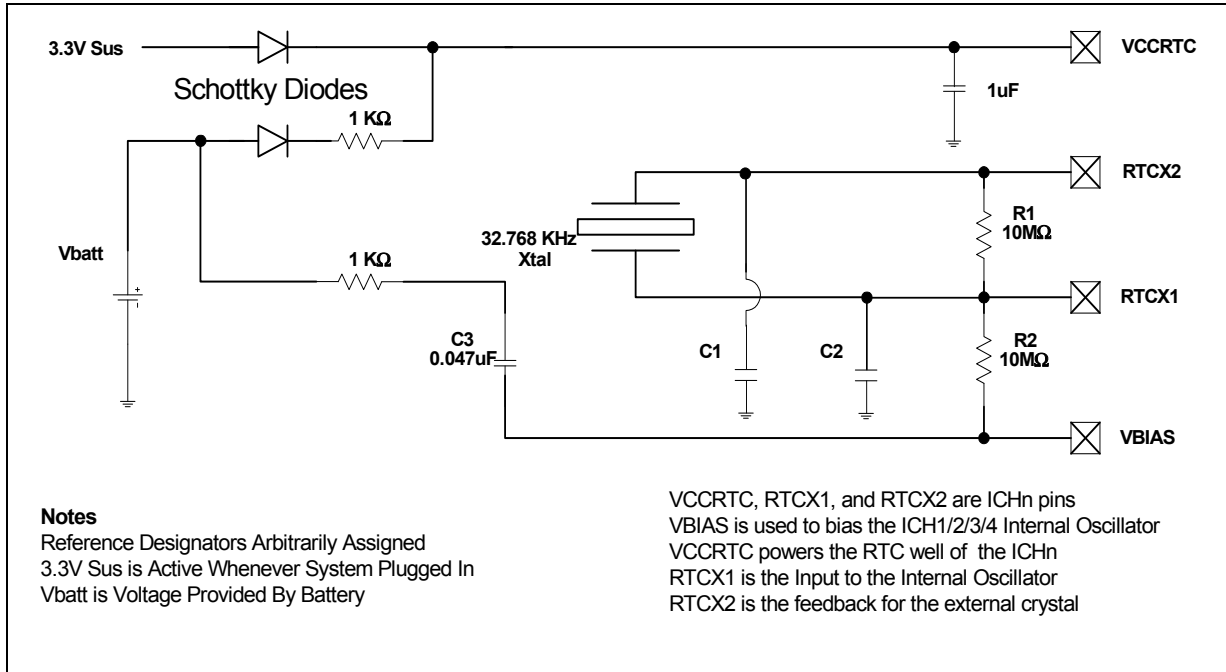 3.3V Sus
VCCRTC
Schottky Diodes
1uF
1 KΩ
RTCX2
R1
10MΩ
32.768 KHz
Xtal
Vbatt
1 KΩ
+
-
RTCX1
C3
0.047uF
C1
C2
R2
10MΩ
VBIAS
Notes
Reference Designators Arbitrarily Assigned
3.3V Sus is Active Whenever System Plugged In
Vbatt is Voltage Provided By Battery
VCCRTC, RTCX1, and RTCX2 are ICHn pins
VBIAS is used to bias the ICH1/2/3/4 Internal Oscillator
VCCRTC powers the RTC well of the ICHn
RTCX1 is the Input to the Internal Oscillator
RTCX2 is the feedback for the external crystal